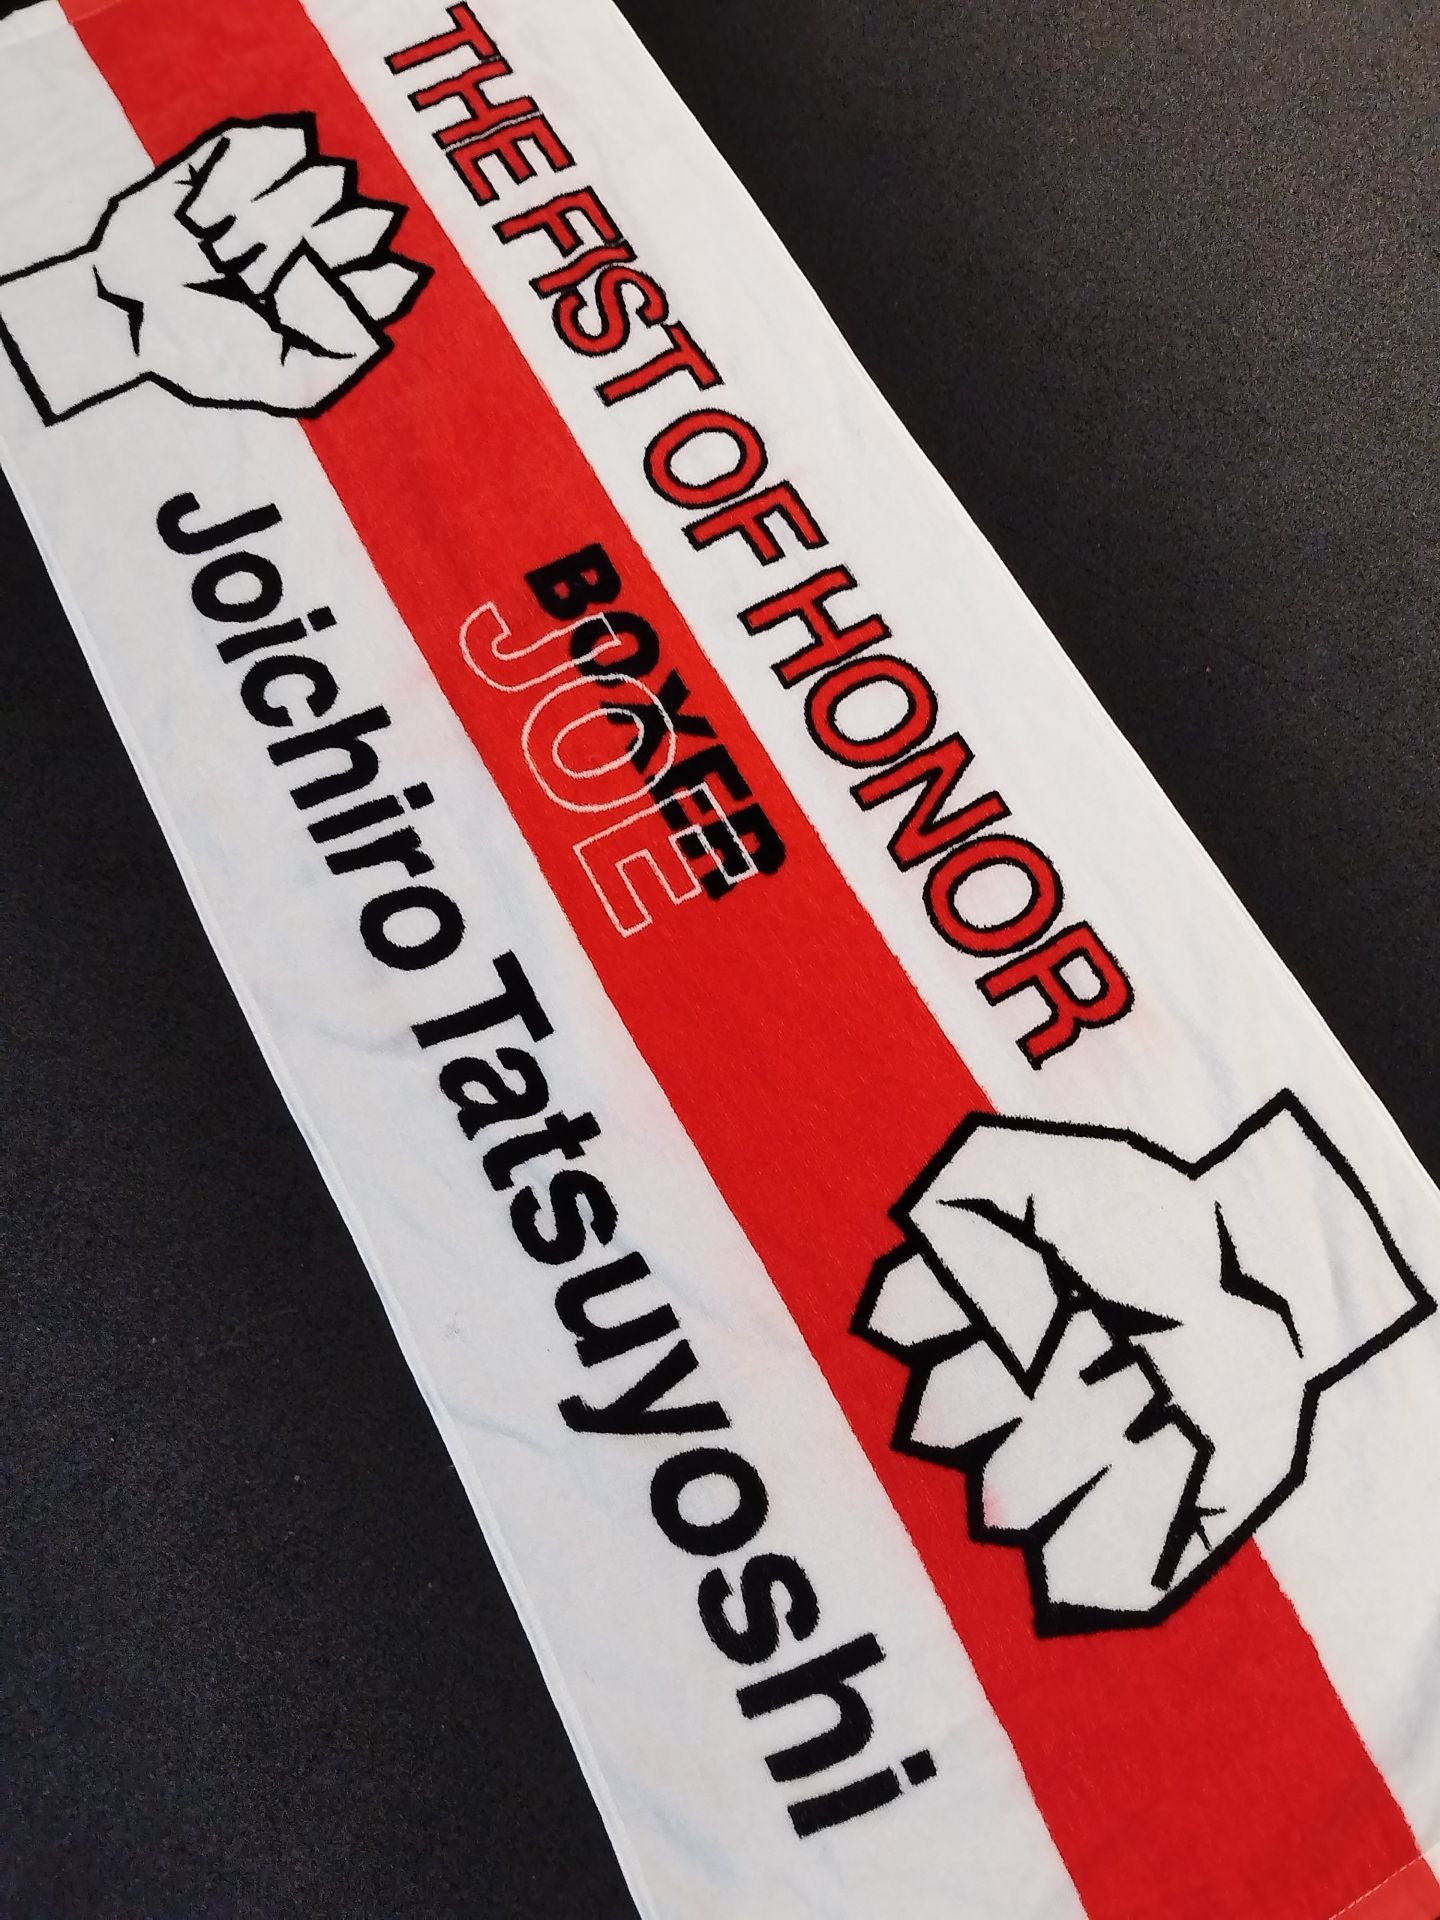 THE FIST OF HONOR
BOXER
JOE
Joichiro Tatsuyoshi